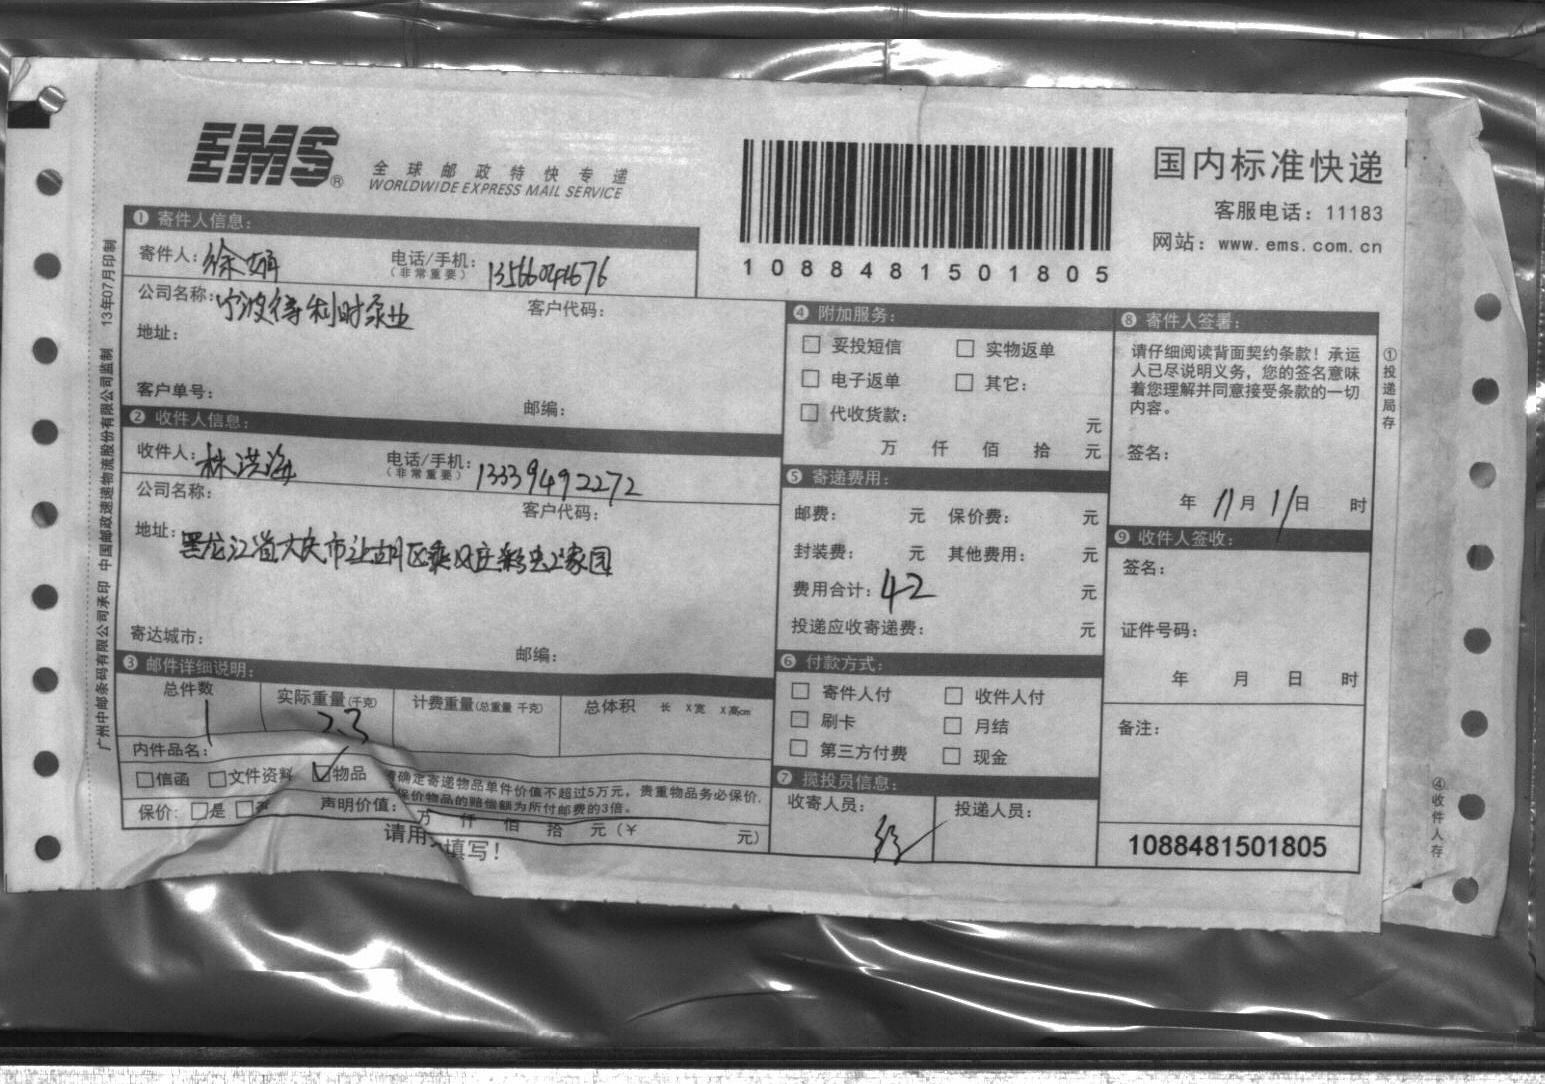 EMS®
全球邮政特快专递
WORLDWIDE EXPRESS MAIL SERVICE
1088481501805
国内标准快递
客服电话：11183
网站：www.ems.com.cn
广州中邮条码有限公司承印 中国邮政速递物流股份有限公司监制 13年07月印制
❶ 寄件人信息：
寄件人：徐
电话/手机：
（非常重要）
公司名称：宁波得利时泵业
客户代码：
地址：
客户单号：
邮编：
❷ 收件人信息：
收件人：林洪海
电话/手机：13339492272
（非常重要）
公司名称：
客户代码：
地址：黑龙江省大庆市让胡路区乘风庄
家园
寄达城市：
邮编：
❸ 邮件详细说明：
总件数
1
实际重量(千克)
2.3
计费重量(总重量 千克)
总体积 长 X宽 X高cm
内件品名：
信函 文件资料 物品
请确定寄递物品单件价值不超过5万元，贵重物品务必保价，
保价物品的赔偿额为所付邮费的3倍。
保价：是 否
声明价值： 万 仟 佰 拾 元（¥ 元）
请用 填写！
❹ 附加服务：
妥投短信 实物返单
电子返单 其它：
代收货款： 元
万 仟 佰 拾 元
❺ 寄递费用：
邮费： 元 保价费： 元
封装费： 元 其他费用： 元
费用合计：42 元
投递应收寄递费： 元
❻ 付款方式：
寄件人付 收件人付
刷卡 月结
第三方付费 现金
❼ 揽投员信息：
收寄人员：
投递人员：
❽ 寄件人签署：
请仔细阅读背面契约条款！承运
人已尽说明义务，您的签名意味
着您理解并同意接受条款的一切
内容。
签名：
年 11月 11日 时
❾ 收件人签收：
签名：
证件号码：
年 月 日 时
备注：
1088481501805
①投递局存
④收件人存